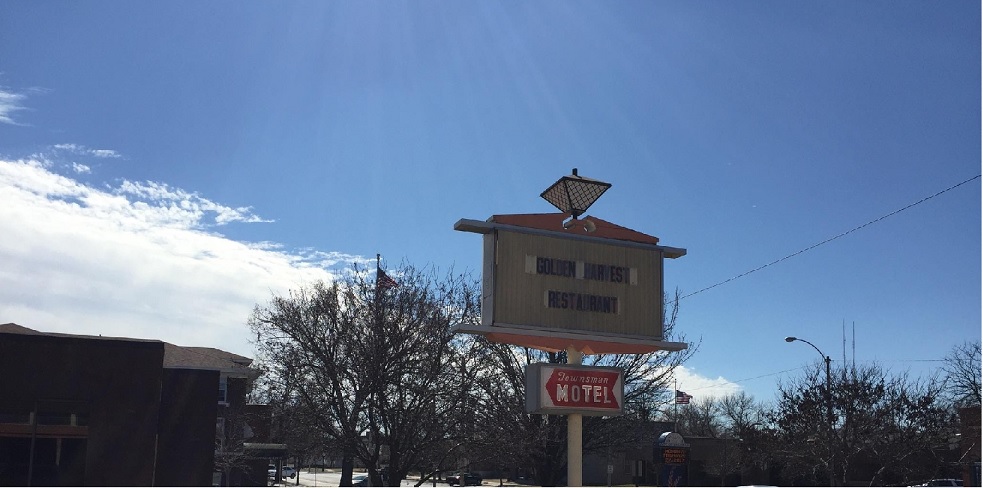 GOLDEN HARVEST
RESTAURANT
Townsman
MOTEL